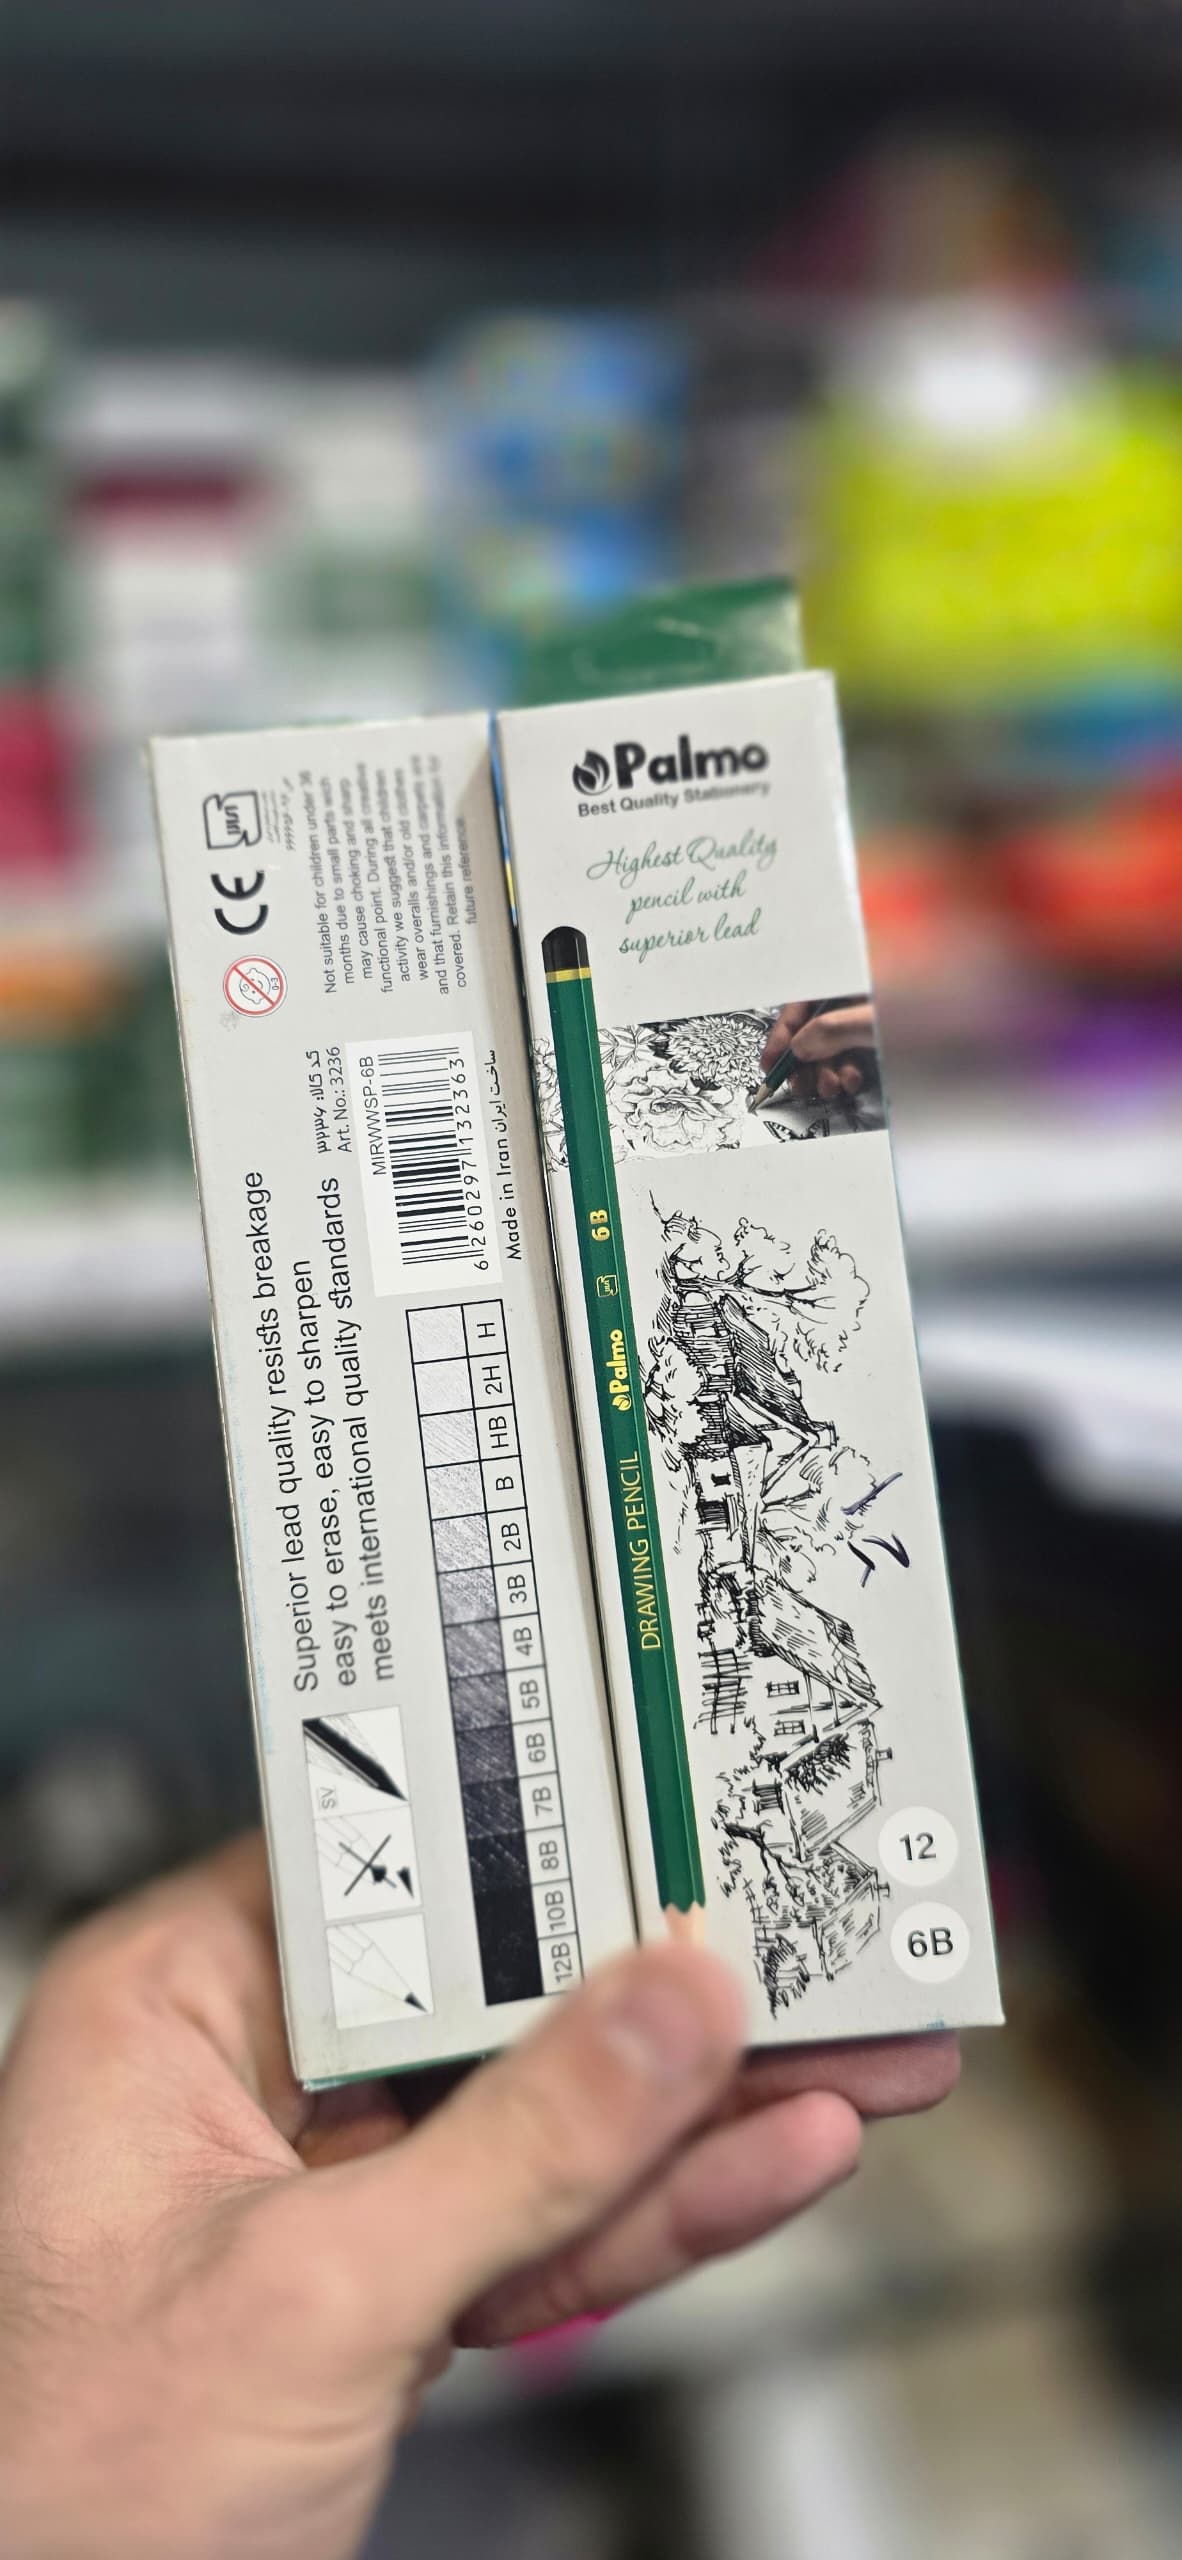 Palmo
Best Quality Stationery
Highest Quality
pencil with
superior lead
DRAWING PENCIL Palmo 6B
12
6B
CE
0-3
Not suitable for children under 36
months due to small parts wich
may cause choking and sharp
functional point. During all creative
activity we suggest that children
wear overalls and/or old clothes
and that furnishings and carpets are
covered. Retain this information for
future reference.
Superior lead quality resists breakage
easy to erase, easy to sharpen
meets international quality standards
کد کالا: ۳۲۳۶
Art. No.: 3236
MIRWWSP-6B
6 260297 132363
Made in Iran ساخت ایران
SV
12B 10B 8B 7B 6B 5B 4B 3B 2B B HB 2H H